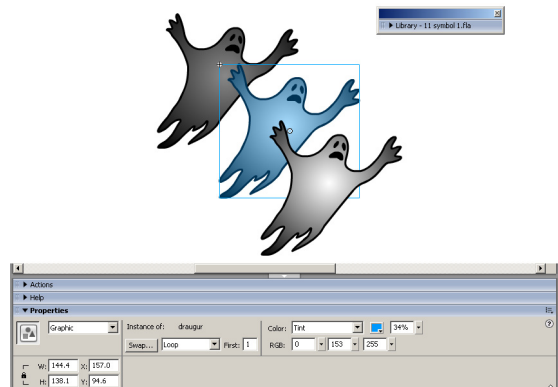 Library - 11 symbol 1.fla
Actions
Help
Properties
Graphic Instance of: draugur Color: Tint 34%
Swap... Loop First: 1 RGB: 0 153 255
W: 144.4 X: 157.0
H: 138.1 Y: 94.6